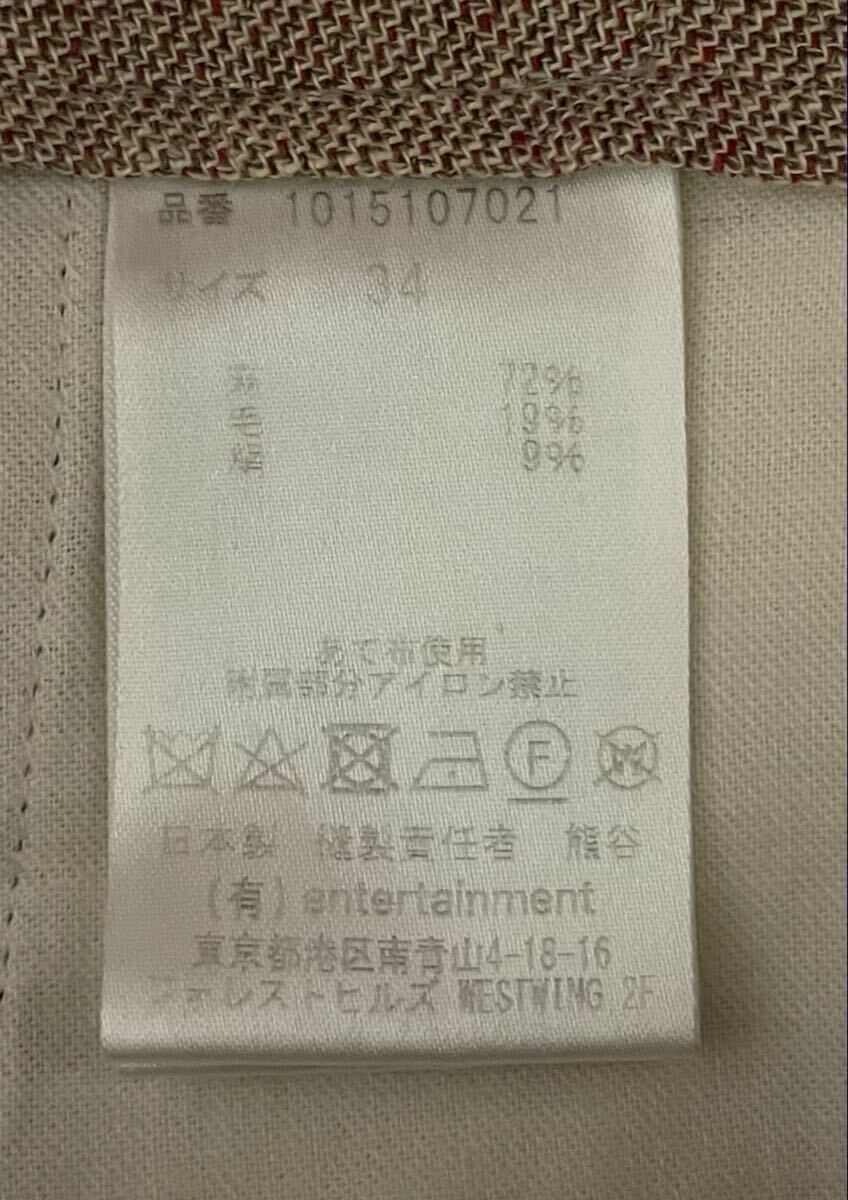 品番 1015107021
サイズ 34
麻 72%
毛 19%
絹 9%
あて布使用
附属部分アイロン禁止
F
W
日本製 縫製責任者 熊谷
(有) entertainment
東京都港区南青山4-18-16
フォレストヒルズ WESTWING 2F